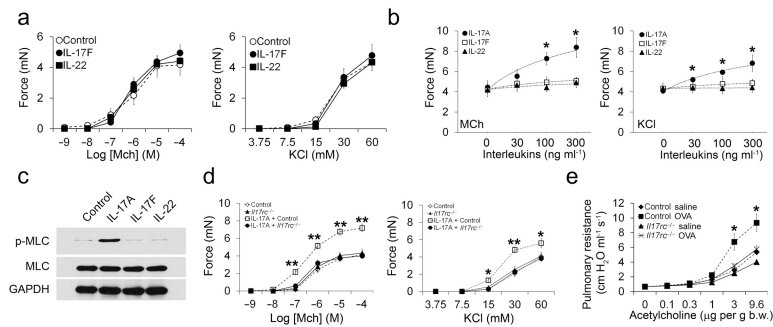 a
Control
IL-17F
IL-22
Force (mN)
6
4
2
0
−9 −8 −7 −6 −5 −4
Log [Mch] (M)
Control
IL-17F
IL-22
Force (mN)
6
4
2
0
3.75 7.5 15 30 60
KCl (mM)
b
IL-17A
IL-17F
IL-22
Force (mN)
10
8
6
4
2
0
* *
MCh
0 30 100 300
Interleukins (ng ml⁻¹)
IL-17A
IL-17F
IL-22
Force (mN)
10
8
6
4
2
0
* * *
KCl
0 30 100 300
Interleukins (ng ml⁻¹)
c
Control
IL-17A
IL-17F
IL-22
p-MLC
MLC
GAPDH
d
Control
Il17rc⁻/⁻
IL-17A + Control
IL-17A + Il17rc⁻/⁻
Force (mN)
8
6
4
2
0
** ** ** **
−9 −8 −7 −6 −5 −4
Log [Mch] (M)
Control
Il17rc⁻/⁻
IL-17A + Control
IL-17A + Il17rc⁻/⁻
Force (mN)
8
6
4
2
0
* ** *
3.75 7.5 15 30 60
KCl (mM)
e
Control saline
Control OVA
Il17rc⁻/⁻ saline
Il17rc⁻/⁻ OVA
Pulmonary resistance
(cm H₂O ml⁻¹ s)
12
9
6
3
0
* *
0 0.1 0.3 1 3 9.6
Acetylcholine (μg per g b.w.)